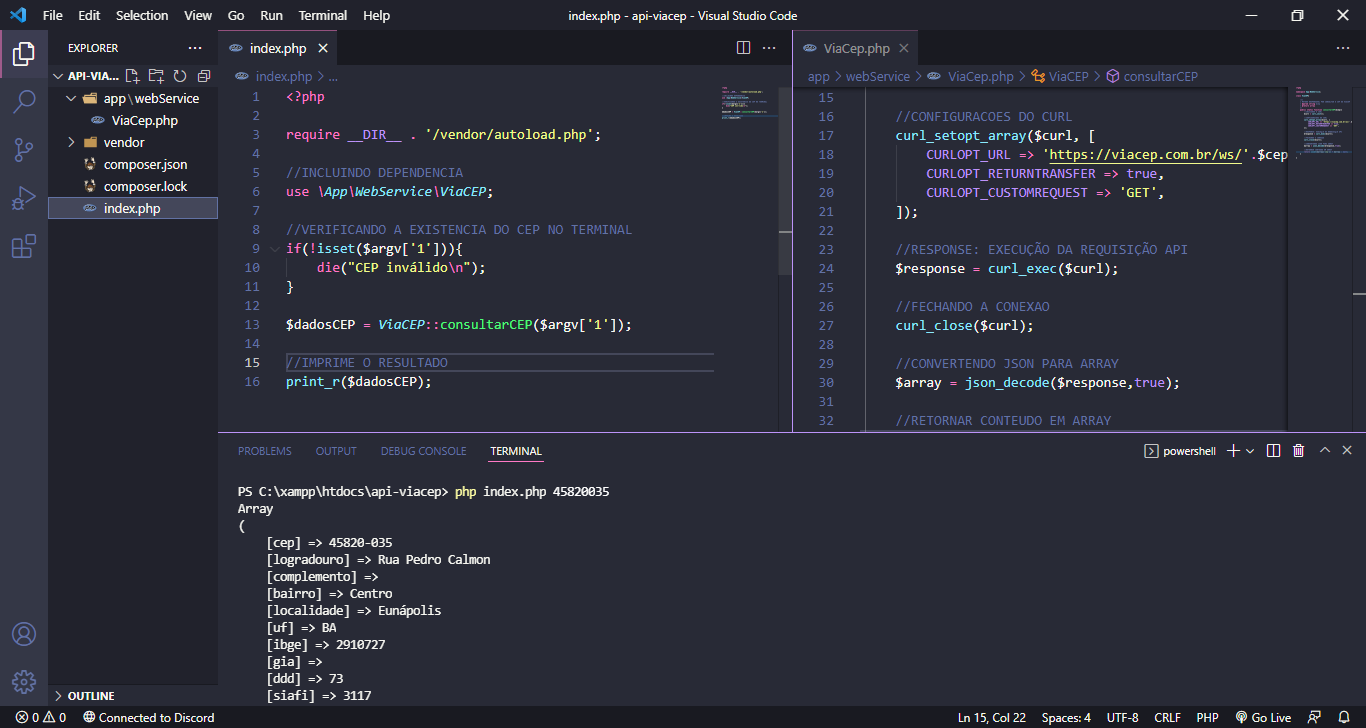 File Edit Selection View Go Run Terminal Help index.php - api-viacep - Visual Studio Code
EXPLORER ...
API-VIA...
app\webService
ViaCep.php
vendor
composer.json
composer.lock
index.php
OUTLINE
index.php
index.php > ...
1 <?php
2
3 require __DIR__ . '/vendor/autoload.php';
4
5 //INCLUINDO DEPENDENCIA
6 use \App\WebService\ViaCEP;
7
8 //VERIFICANDO A EXISTENCIA DO CEP NO TERMINAL
9 if(!isset($argv['1'])){
10 die("CEP inválido\n");
11 }
12
13 $dadosCEP = ViaCEP::consultarCEP($argv['1']);
14
15 //IMPRIME O RESULTADO
16 print_r($dadosCEP);
ViaCep.php
app > webService > ViaCep.php > ViaCEP > consultarCEP
15
16 //CONFIGURACOES DO CURL
17 curl_setopt_array($curl, [
18 CURLOPT_URL => 'https://viacep.com.br/ws/'.$cep
19 CURLOPT_RETURNTRANSFER => true,
20 CURLOPT_CUSTOMREQUEST => 'GET',
21 ]);
22
23 //RESPONSE: EXECUÇÃO DA REQUISIÇÃO API
24 $response = curl_exec($curl);
25
26 //FECHANDO A CONEXAO
27 curl_close($curl);
28
29 //CONVERTENDO JSON PARA ARRAY
30 $array = json_decode($response,true);
31
32 //RETORNAR CONTEUDO EM ARRAY
PROBLEMS OUTPUT DEBUG CONSOLE TERMINAL powershell
PS C:\xampp\htdocs\api-viacep> php index.php 45820035
Array
(
[cep] => 45820-035
[logradouro] => Rua Pedro Calmon
[complemento] =>
[bairro] => Centro
[localidade] => Eunápolis
[uf] => BA
[ibge] => 2910727
[gia] =>
[ddd] => 73
[siafi] => 3117
0 0 Connected to Discord Ln 15, Col 22 Spaces: 4 UTF-8 CRLF PHP Go Live